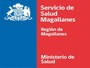 Servicio de
Salud
Magallanes
Región de
Magallanes
Ministerio de
Salud